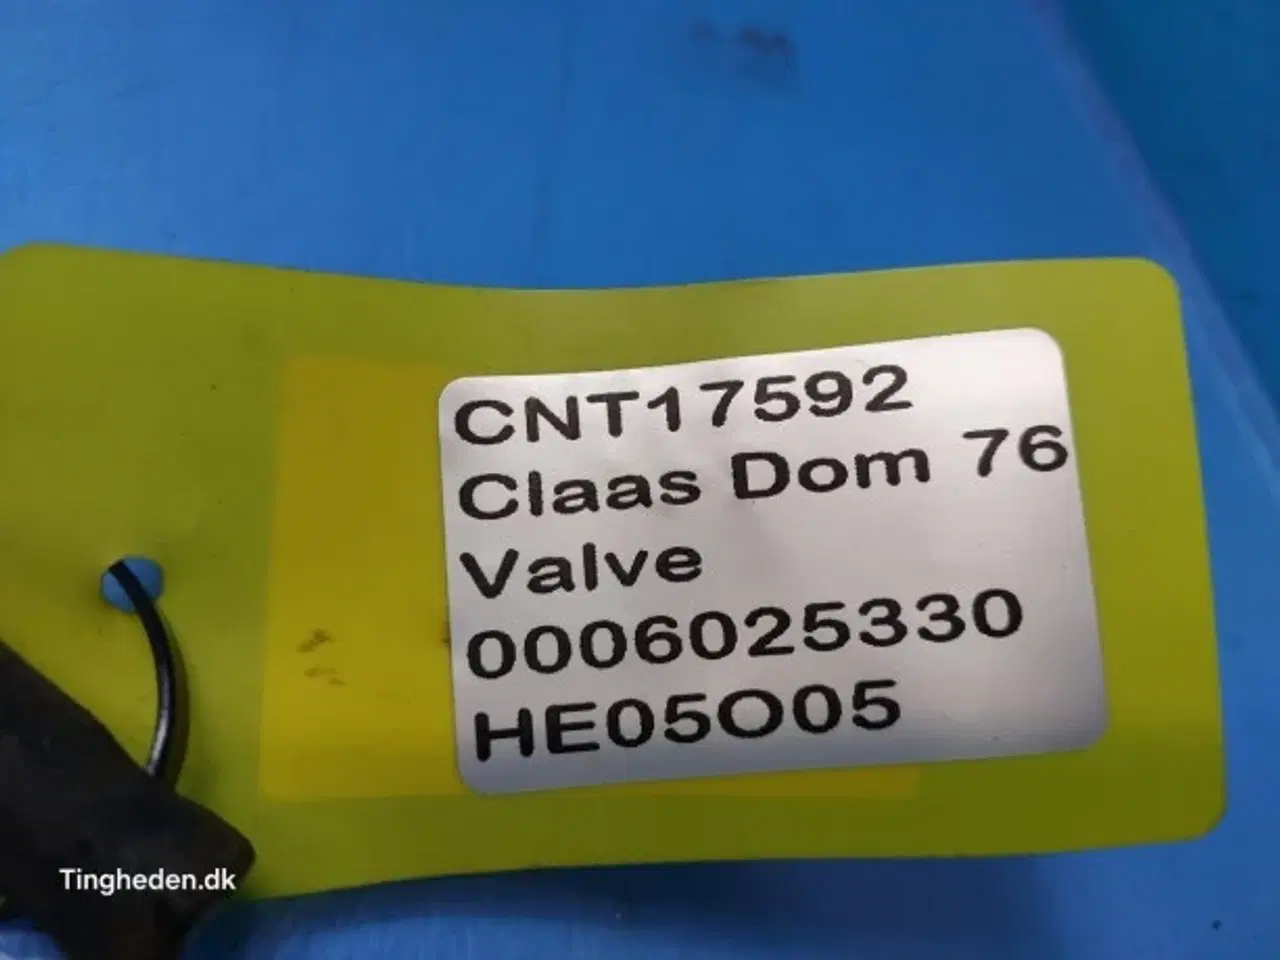 CNT17592
Claas Dom 76
Valve
0006025330
HE05O05
Tingheden.dk